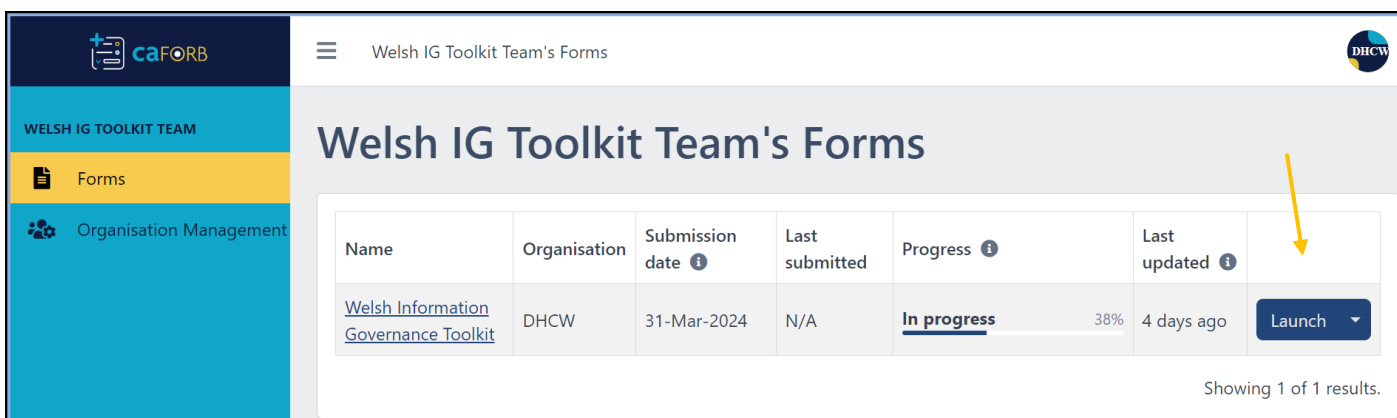 caFORB
Welsh IG Toolkit Team's Forms
DHCW
WELSH IG TOOLKIT TEAM
Forms
Organisation Management
Welsh IG Toolkit Team's Forms
Name
Organisation
Submission
date
Last
submitted
Progress
Last
updated
Welsh Information
Governance Toolkit
DHCW
31-Mar-2024
N/A
In progress
38%
4 days ago
Launch
Showing 1 of 1 results.